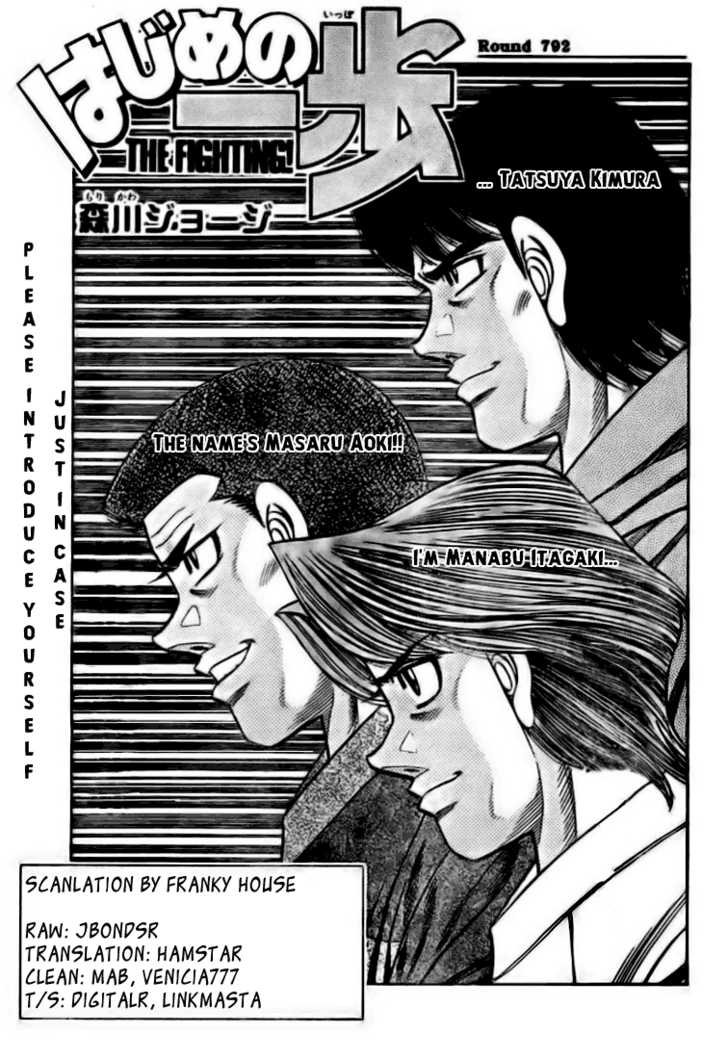 いっぽ
はじめの一歩
THE FIGHTING!
Round 792
もり かわ
森川ジョージ
... TATSUYA KIMURA
PLEASE INTRODUCE YOURSELF
JUST IN CASE
THE NAME'S MASARU AOKI!!
I'M MANABU ITAGAKI...
SCANLATION BY FRANKY HOUSE
RAW: JBONDSR
TRANSLATION: HAMSTAR
CLEAN: MAB, VENICIA777
T/S: DIGITALR, LINKMASTA